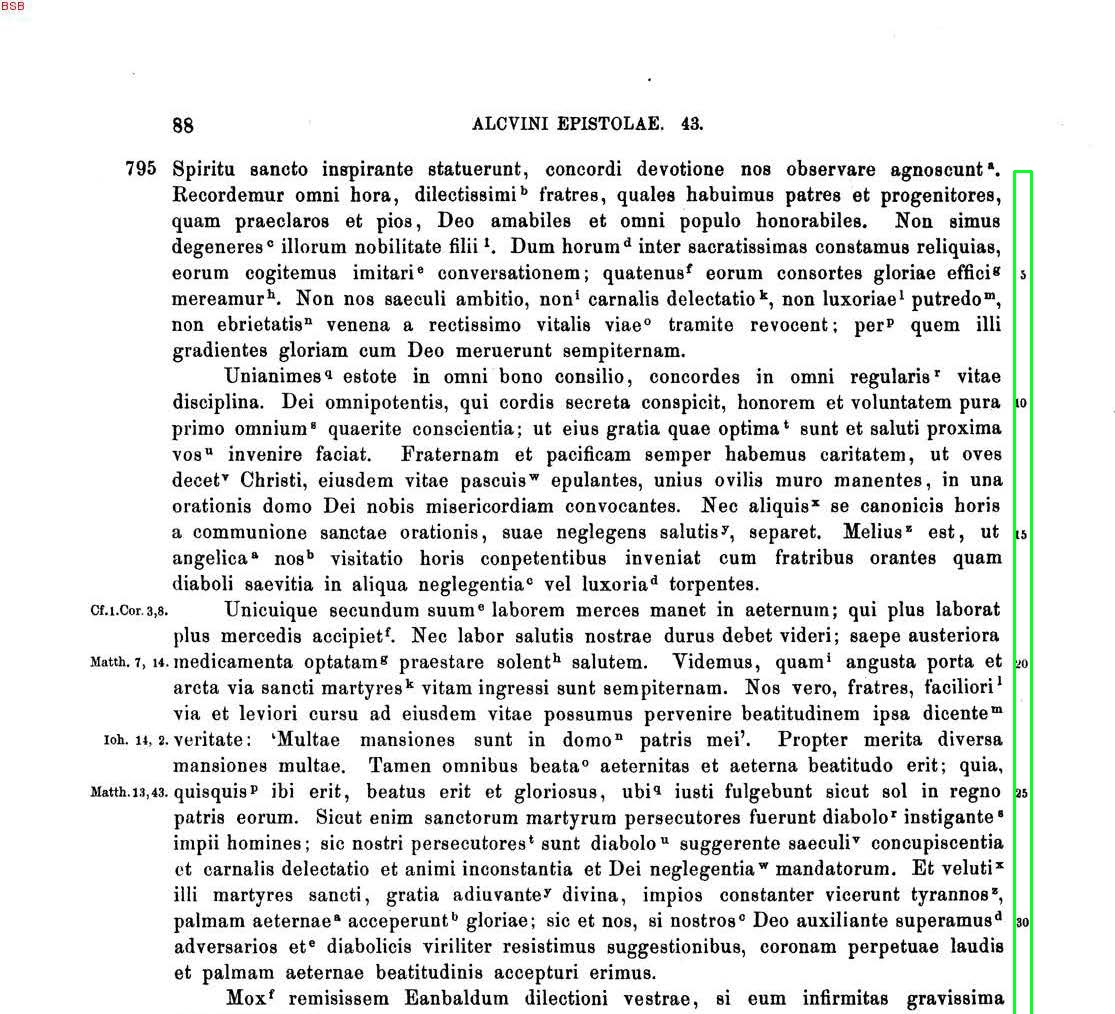 BSB
88 ALCVINI EPISTOLAE. 43.
795 Spiritu sancto inspirante statuerunt, concordi devotione nos observare agnoscunt ᵃ.
Recordemur omni hora, dilectissimi ᵇ fratres, quales habuimus patres et progenitores,
quam praeclaros et pios, Deo amabiles et omni populo honorabiles. Non simus
degeneres ᶜ illorum nobilitate filii ¹. Dum horum ᵈ inter sacratissimas constamus reliquias,
eorum cogitemus imitari ᵉ conversationem; quatenus ᶠ eorum consortes gloriae effici ᵍ 5
mereamur ʰ. Non nos saeculi ambitio, non ⁱ carnalis delectatio ᵏ, non luxoriae ˡ putredo ᵐ,
non ebrietatis ⁿ venena a rectissimo vitalis viae ᵒ tramite revocent; per ᵖ quem illi
gradientes gloriam cum Deo meruerunt sempiternam.
Unianimes q estote in omni bono consilio, concordes in omni regularis ʳ vitae
disciplina. Dei omnipotentis, qui cordis secreta conspicit, honorem et voluntatem pura 10
primo omnium ˢ quaerite conscientia; ut eius gratia quae optima ᵗ sunt et saluti proxima
vos ᵘ invenire faciat. Fraternam et pacificam semper habemus caritatem, ut oves
decet ᵛ Christi, eiusdem vitae pascuis ʷ epulantes, unius ovilis muro manentes, in una
orationis domo Dei nobis misericordiam convocantes. Nec aliquis ˣ se canonicis horis
a communione sanctae orationis, suae neglegens salutis ʸ, separet. Melius ᶻ est, ut 15
angelica ᵃ nos ᵇ visitatio horis conpetentibus inveniat cum fratribus orantes quam
diaboli saevitia in aliqua neglegentia ᶜ vel luxoria ᵈ torpentes.
Cf.1.Cor. 3,8. Unicuique secundum suum ᵉ laborem merces manet in aeternum; qui plus laborat
plus mercedis accipiet ᶠ. Nec labor salutis nostrae durus debet videri; saepe austeriora
Matth. 7, 14. medicamenta optatam ᵍ praestare solent ʰ salutem. Videmus, quam ⁱ angusta porta et 20
arcta via sancti martyres ᵏ vitam ingressi sunt sempiternam. Nos vero, fratres, faciliori ˡ
via et leviori cursu ad eiusdem vitae possumus pervenire beatitudinem ipsa dicente ᵐ
Ioh. 14, 2. veritate: ‘Multae mansiones sunt in domo ⁿ patris mei’. Propter merita diversa
mansiones multae. Tamen omnibus beata ᵒ aeternitas et aeterna beatitudo erit; quia,
Matth.13,43. quisquis ᵖ ibi erit, beatus erit et gloriosus, ubi q iusti fulgebunt sicut sol in regno 25
patris eorum. Sicut enim sanctorum martyrum persecutores fuerunt diabolo ʳ instigante ˢ
impii homines; sic nostri persecutores ᵗ sunt diabolo ᵘ suggerente saeculi ᵛ concupiscentia
et carnalis delectatio et animi inconstantia et Dei neglegentia ʷ mandatorum. Et veluti ˣ
illi martyres sancti, gratia adiuvante ʸ divina, impios constanter vicerunt tyrannos ᶻ,
palmam aeternae ᵃ acceperunt ᵇ gloriae; sic et nos, si nostros ᶜ Deo auxiliante superamus ᵈ 30
adversarios et ᵉ diabolicis viriliter resistimus suggestionibus, coronam perpetuae laudis
et palmam aeternae beatitudinis accepturi erimus.
Mox ᶠ remisissem Eanbaldum dilectioni vestrae, si eum infirmitas gravissima